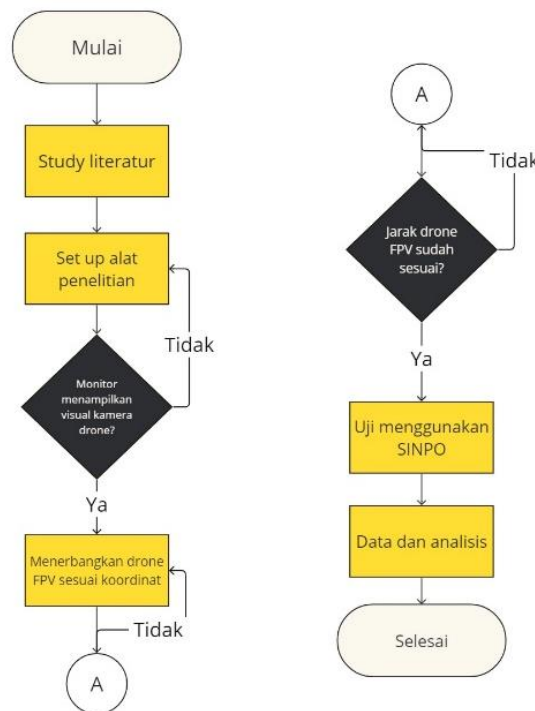 Mulai
Study literatur
Set up alat
penelitian
Tidak
Monitor
menampilkan
visual kamera
drone?
Ya
Menerbangkan drone
FPV sesuai koordinat
Tidak
A
A
Tidak
Jarak drone
FPV sudah
sesuai?
Ya
Uji menggunakan
SINPO
Data dan analisis
Selesai